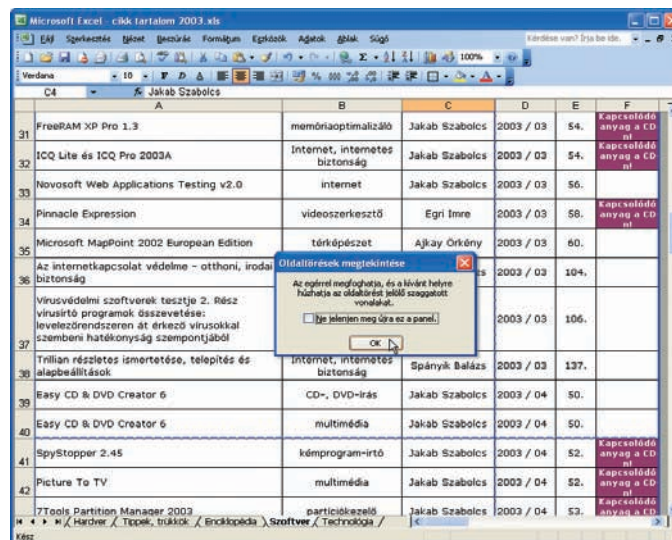 Microsoft Excel - cikk tartalom 2003.xls
Fájl Szerkesztés Nézet Beszúrás Formátum Eszközök Adatok Ablak Súgó Kérdése van? Írja be ide.
100%
Verdana 10 F D A
C4 fx Jakab Szabolcs
A B C D E F
31 FreeRAM XP Pro 1.3 memóriaoptimalizáló Jakab Szabolcs 2003 / 03 54. Kapcsolódó anyag a CD n!
32 ICQ Lite és ICQ Pro 2003A Internet, internetes biztonság Jakab Szabolcs 2003 / 03 54. Kapcsolódó anyag a CD n!
33 Novosoft Web Applications Testing v2.0 internet Jakab Szabolcs 2003 / 03 56.
34 Pinnacle Expression videoszerkesztő Egri Imre 2003 / 03 58. Kapcsolódó anyag a CD n!
35 Microsoft MapPoint 2002 European Edition térképészet Ajkay Örkény 2003 / 03 60.
36 Az internetkapcsolat védelme - otthoni, irodai biztonság 2003 / 03 104.
37 Vírusvédelmi szoftverek tesztje 2. Rész vírusirtó programok összevetése: levelezőrendszeren át érkező vírusokkal szembeni hatékonyság szempontjából 2003 / 03 106.
Oldaltörések megtekintése
Az egérrel megfoghatja, és a kívánt helyre
húzhatja az oldaltörést jelölő szaggatott
vonalakat.
Ne jelenjen meg újra ez a panel.
OK
38 Trillian részletes ismertetése, telepítés és alapbeállítások Internet, internetes biztonság Spányik Balázs 2003 / 03 137.
39 Easy CD & DVD Creator 6 CD-, DVD-írás Jakab Szabolcs 2003 / 04 50.
40 Easy CD & DVD Creator 6 multimédia Jakab Szabolcs 2003 / 04 50.
41 SpyStopper 2.45 kémprogram-irtó Jakab Szabolcs 2003 / 04 52. Kapcsolódó anyag a CD n!
42 Picture To TV multimédia Jakab Szabolcs 2003 / 04 52. Kapcsolódó anyag a CD n!
7Tools Partition Manager 2003 partíciókezelő Jakab Szabolcs 2003 / 04 53. Kapcsolódó anyag a CD
Hardver / Tippek, trükkök / Enciklopédia / Szoftver / Technológia /
Kész